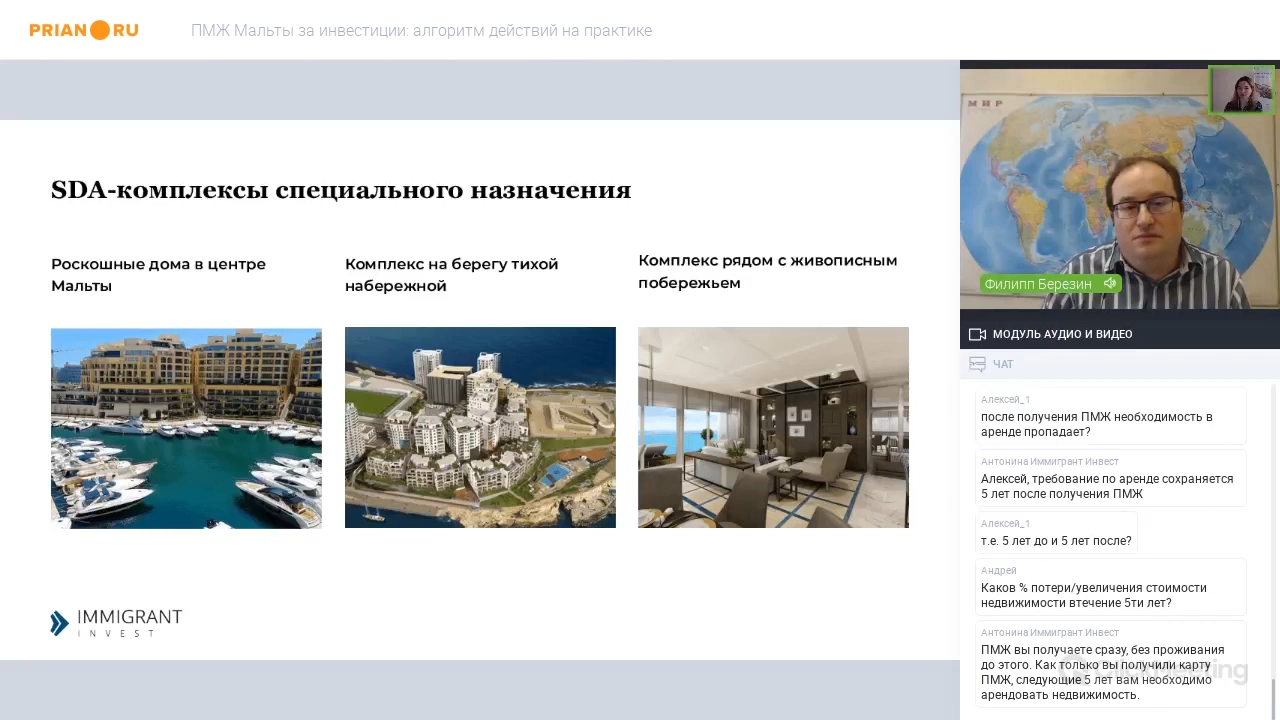 PRIAN RU
ПМЖ Мальты за инвестиции: алгоритм действий на практике
SDA-комплексы специального назначения
Роскошные дома в центре
Мальты
Комплекс на берегу тихой
набережной
Комплекс рядом с живописным
побережьем
IMMIGRANT
INVEST
МИР
Филипп Березин
МОДУЛЬ АУДИО И ВИДЕО
ЧАТ
Алексей_1
после получения ПМЖ необходимость в
аренде пропадает?
Антонина Иммигрант Инвест
Алексей, требование по аренде сохраняется
5 лет после получения ПМЖ
Алексей_1
т.е. 5 лет до и 5 лет после?
Андрей
Каков % потери/увеличения стоимости
недвижимости втечение 5ти лет?
Антонина Иммигрант Инвест
ПМЖ вы получаете сразу, без проживания
до этого. Как только вы получили карту
ПМЖ, следующие 5 лет вам необходимо
арендовать недвижимость.
ClickMeeting